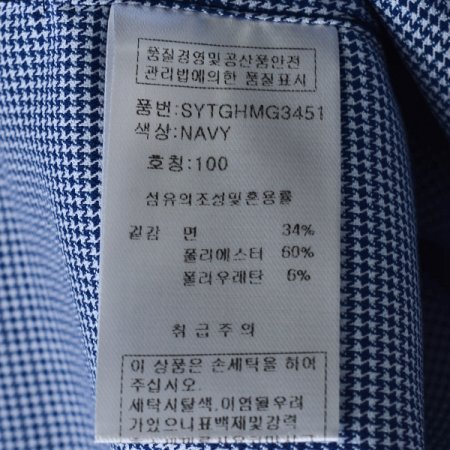 품질경영및공산품안전
관리법에의한 품질표시
품번:SYTGHMG3451
색상:NAVY
호칭:100
섬유의조성및혼용률
겉감 면 34%
폴리에스터 60%
폴리우레탄 6%
취급주의
이 상품은 손세탁을 하여
주십시오.
세탁시탈색,이염될우려
가있으니표백제및강력